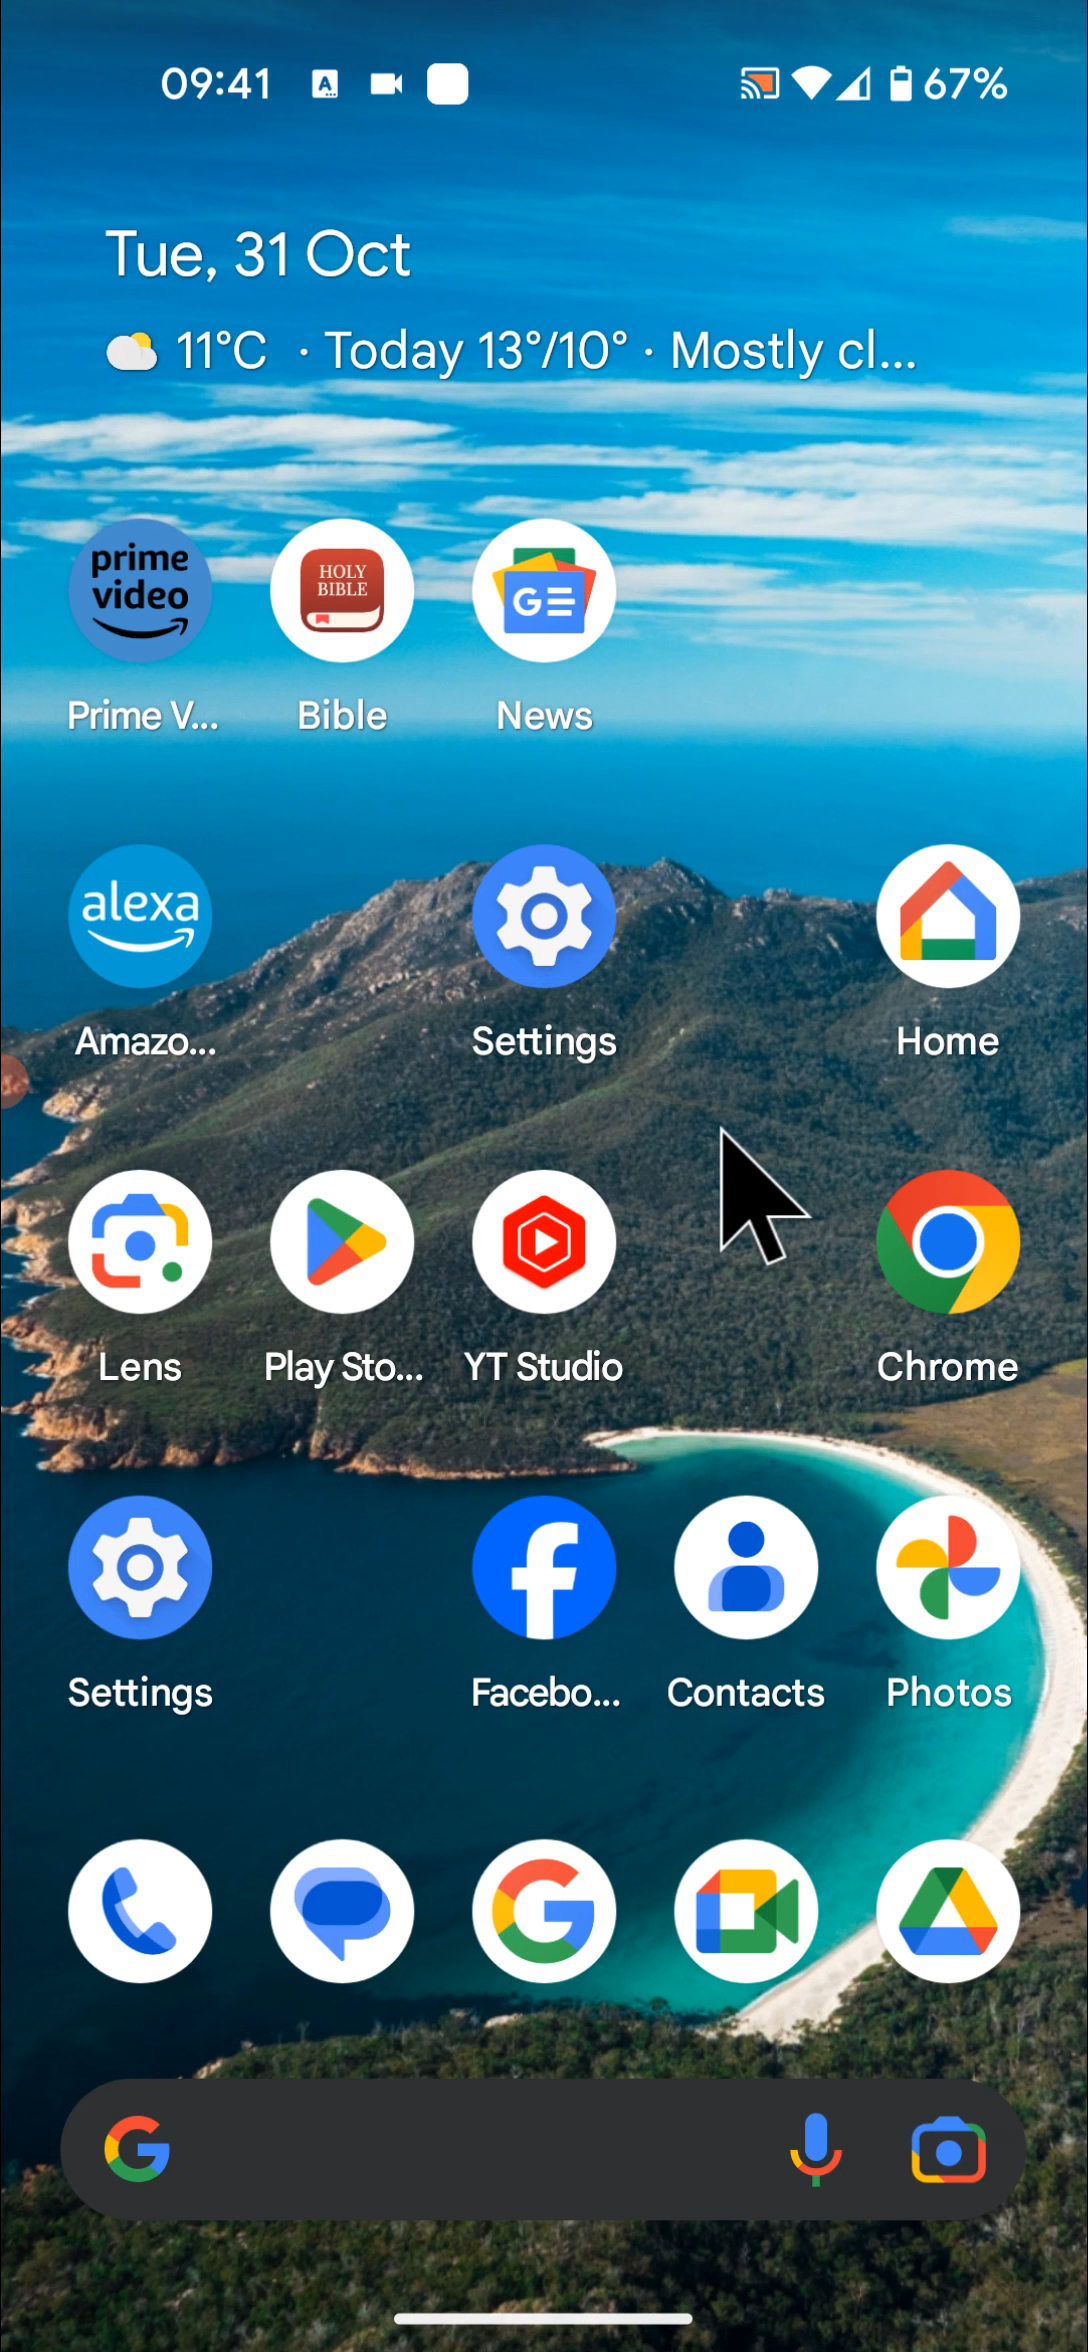 09:41 67%
Tue, 31 Oct
11°C · Today 13°/10° · Mostly cl...
prime video
HOLY BIBLE
GE
Prime V... Bible News
alexa
Amazo... Settings Home
Lens Play Sto... YT Studio Chrome
Settings Facebo... Contacts Photos